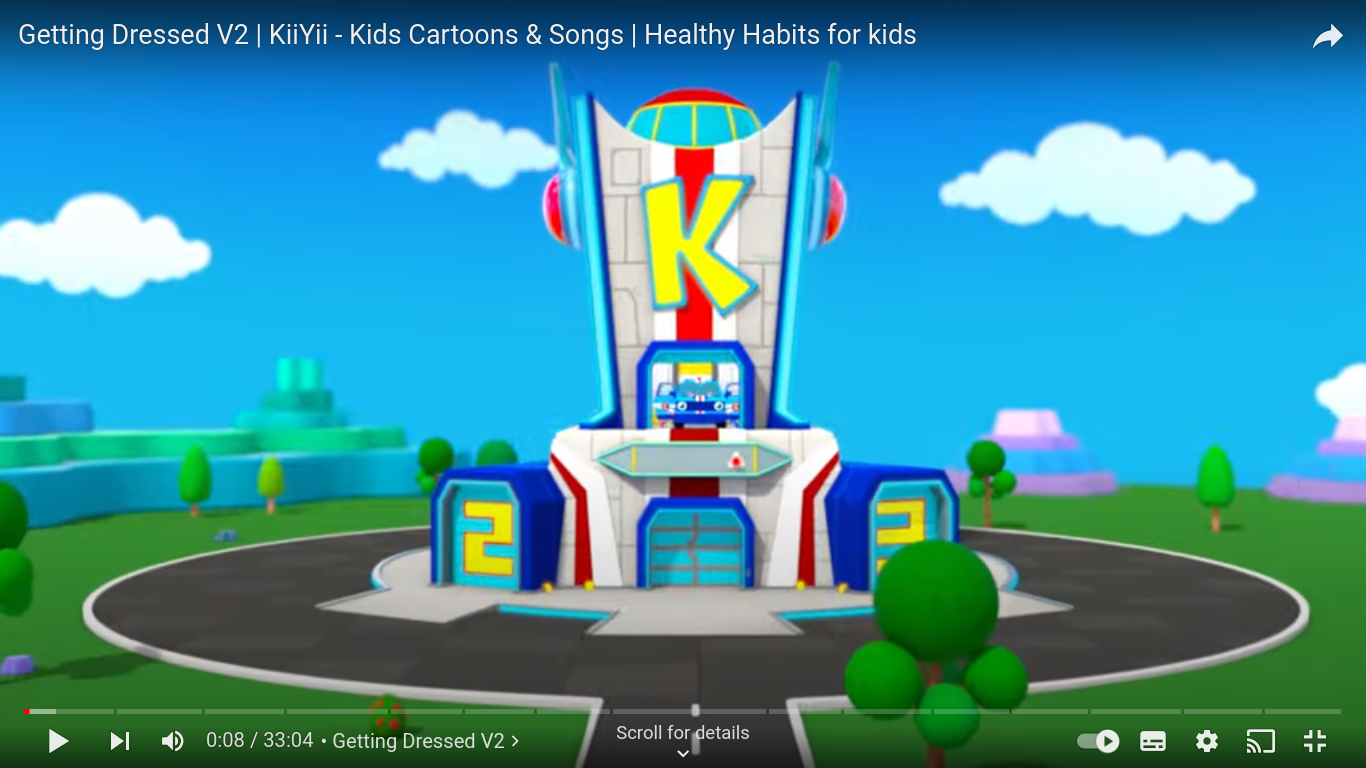 Getting Dressed V2 | KiiYii - Kids Cartoons & Songs | Healthy Habits for kids
K
2
3
Scroll for details
0:08 / 33:04 • Getting Dressed V2 >